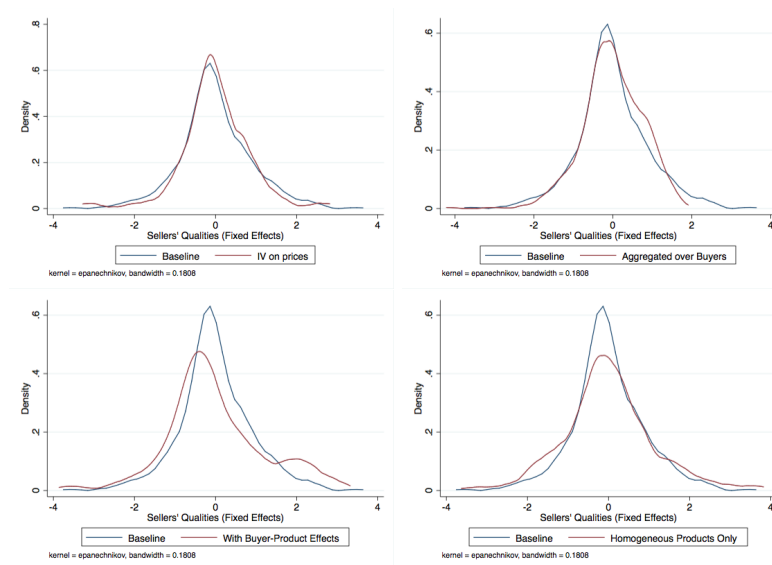 Density
.8
.6
.4
.2
0
-4 -2 0 2 4
Sellers' Qualities (Fixed Effects)
Baseline IV on prices
kernel = epanechnikov, bandwidth = 0.1808
Density
.6
.4
.2
0
-4 -2 0 2 4
Sellers' Qualities (Fixed Effects)
Baseline Aggregated over Buyers
kernel = epanechnikov, bandwidth = 0.1808
Density
.6
.4
.2
0
-4 -2 0 2 4
Sellers' Qualities (Fixed Effects)
Baseline With Buyer-Product Effects
kernel = epanechnikov, bandwidth = 0.1808
Density
.6
.4
.2
0
-4 -2 0 2 4
Sellers' Qualities (Fixed Effects)
Baseline Homogeneous Products Only
kernel = epanechnikov, bandwidth = 0.1808